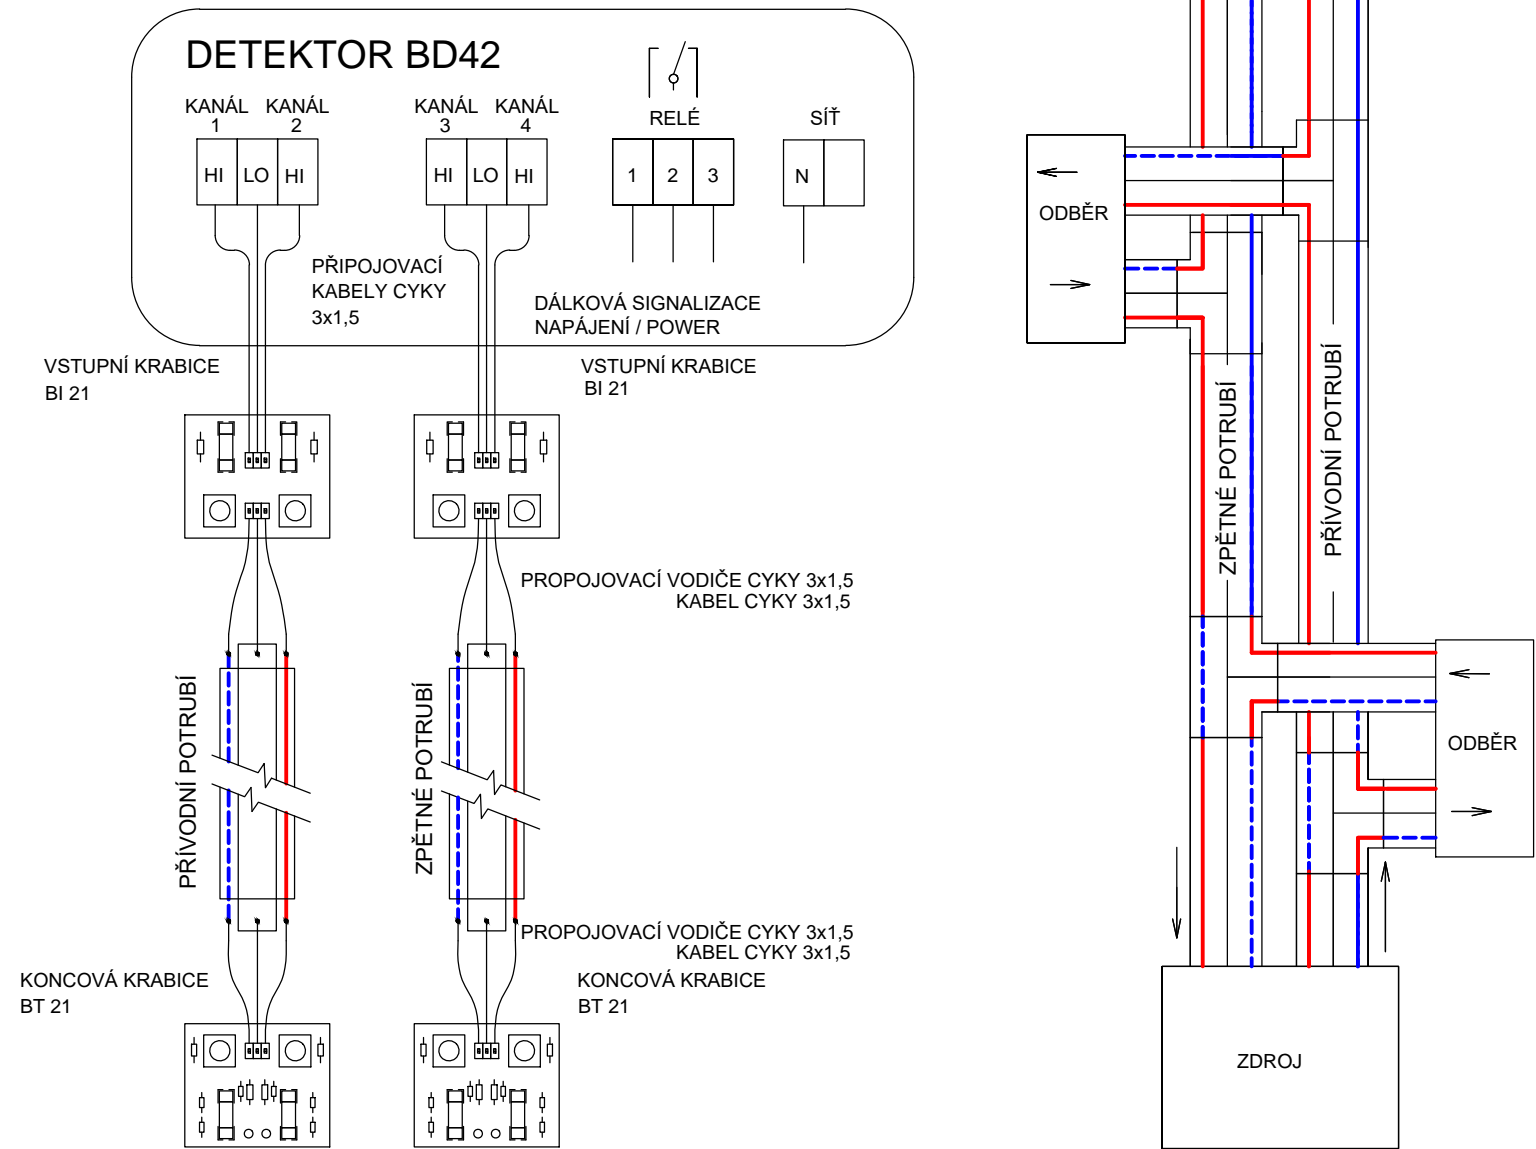 DETEKTOR BD42
KANÁL KANÁL
1 2
KANÁL KANÁL
3 4
RELÉ
SÍŤ
HI LO HI
HI LO HI
1 2 3
N
PŘIPOJOVACÍ
KABELY CYKY
3x1,5
DÁLKOVÁ SIGNALIZACE
NAPÁJENÍ / POWER
VSTUPNÍ KRABICE
BI 21
VSTUPNÍ KRABICE
BI 21
PROPOJOVACÍ VODIČE CYKY 3x1,5
KABEL CYKY 3x1,5
PŘÍVODNÍ POTRUBÍ
ZPĚTNÉ POTRUBÍ
PROPOJOVACÍ VODIČE CYKY 3x1,5
KABEL CYKY 3x1,5
KONCOVÁ KRABICE
BT 21
KONCOVÁ KRABICE
BT 21
ODBĚR
ZPĚTNÉ POTRUBÍ
PŘÍVODNÍ POTRUBÍ
ODBĚR
ZDROJ